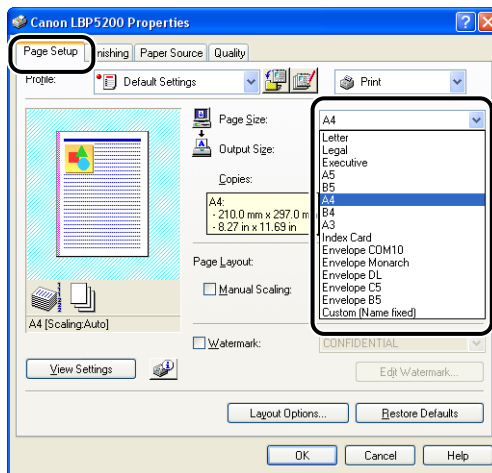 Canon LBP5200 Properties
Page Setup nishing Paper Source Quality
Profile: Default Settings Print
Page Size: A4
Output Size:
Copies:
Letter
Legal
Executive
A5
B5
A4
B4
A3
Index Card
Envelope COM10
Envelope Monarch
Envelope DL
Envelope C5
Envelope B5
Custom (Name fixed)
A4:
- 210.0 mm x 297.0 m
- 8.27 in x 11.69 in
Page Layout:
Manual Scaling:
A4 [Scaling:Auto]
Watermark: CONFIDENTIAL
View Settings Edit Watermark...
Layout Options... Restore Defaults
OK Cancel Help